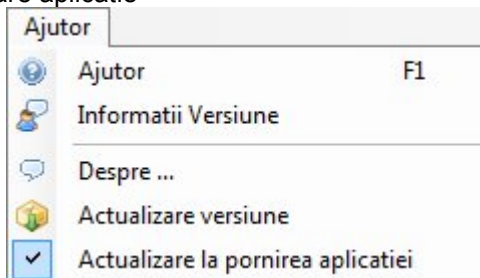 Ajutor
Ajutor F1
Informatii Versiune
Despre ...
Actualizare versiune
Actualizare la pornirea aplicatiei